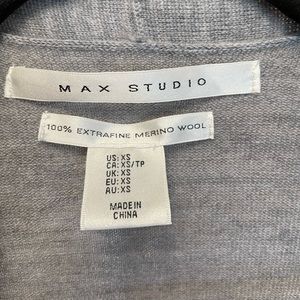 MAX STUDIO
100% EXTRAFINE MERINO WOOL
US: XS
CA: XS/TP
UK: XS
EU: XS
AU: XS
MADE IN
CHINA